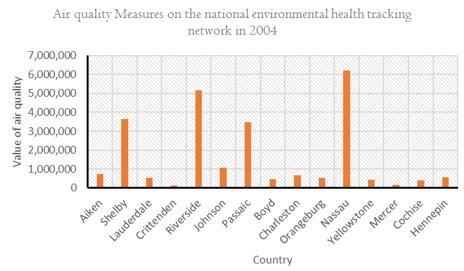 Air quality Measures on the national environmental health tracking
network in 2004
Value of air quality
7,000,000
6,000,000
5,000,000
4,000,000
3,000,000
2,000,000
1,000,000
0
Aiken
Shelby
Lauderdale
Crittenden
Riverside
Johnson
Passaic
Boyd
Charleston
Orangeburg
Nassau
Yellowstone
Mercer
Cochise
Hennepin
Country